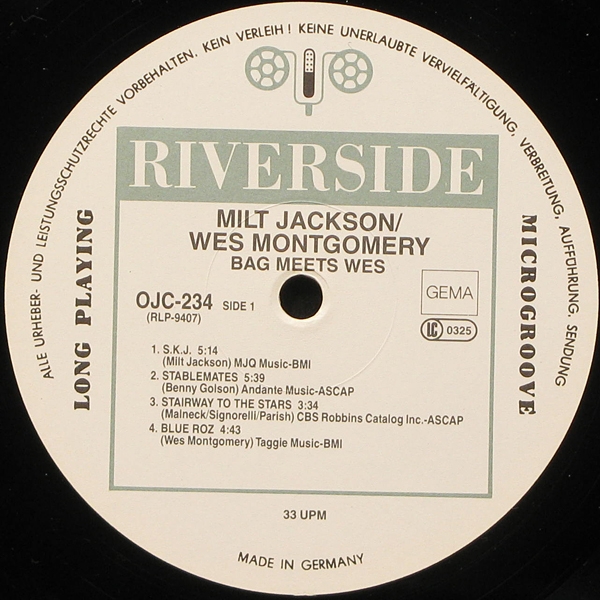 ALLE URHEBER- UND LEISTUNGSSCHUTZRECHTE VORBEHALTEN. KEIN VERLEIH! KEINE UNERLAUBTE VERVIELFÄLTIGUNG, VERBREITUNG, AUFFÜHRUNG, SENDUNG
RIVERSIDE
LONG PLAYING
MICROGROOVE
MILT JACKSON/
WES MONTGOMERY
BAG MEETS WES
OJC-234 SIDE 1
(RLP-9407)
GEMA
LC 0325
1. S.K.J. 5:14
(Milt Jackson) MJQ Music-BMI
2. STABLEMATES 5:39
(Benny Golson) Andante Music-ASCAP
3. STAIRWAY TO THE STARS 3:34
(Malneck/Signorelli/Parish) CBS Robbins Catalog Inc.-ASCAP
4. BLUE ROZ 4:43
(Wes Montgomery) Taggie Music-BMI
33 UPM
MADE IN GERMANY